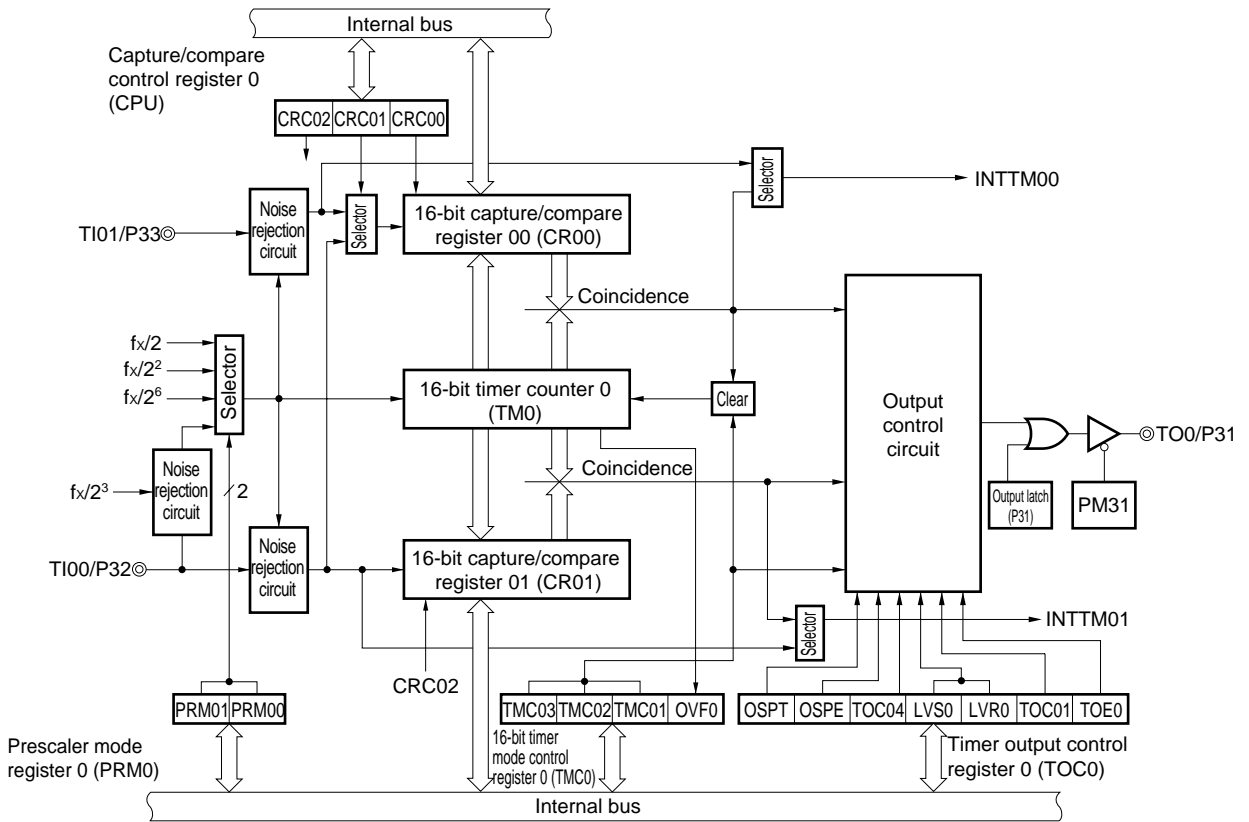 Internal bus
Capture/compare
control register 0
(CPU)
CRC02 CRC01 CRC00
Selector
INTTM00
TI01/P33
Noise
rejection
circuit
Selector
16-bit capture/compare
register 00 (CR00)
Coincidence
fx/2
fx/2²
fx/2⁶
Selector
16-bit timer counter 0
(TM0)
Clear
Output
control
circuit
TO0/P31
fx/2³
Noise
rejection
circuit
2
Coincidence
Output latch
(P31)
PM31
TI00/P32
Noise
rejection
circuit
16-bit capture/compare
register 01 (CR01)
Selector
INTTM01
CRC02
PRM01 PRM00
TMC03 TMC02 TMC01 OVF0
OSPT OSPE TOC04 LVS0 LVR0 TOC01 TOE0
Prescaler mode
register 0 (PRM0)
16-bit timer
mode control
register 0 (TMC0)
Timer output control
register 0 (TOC0)
Internal bus